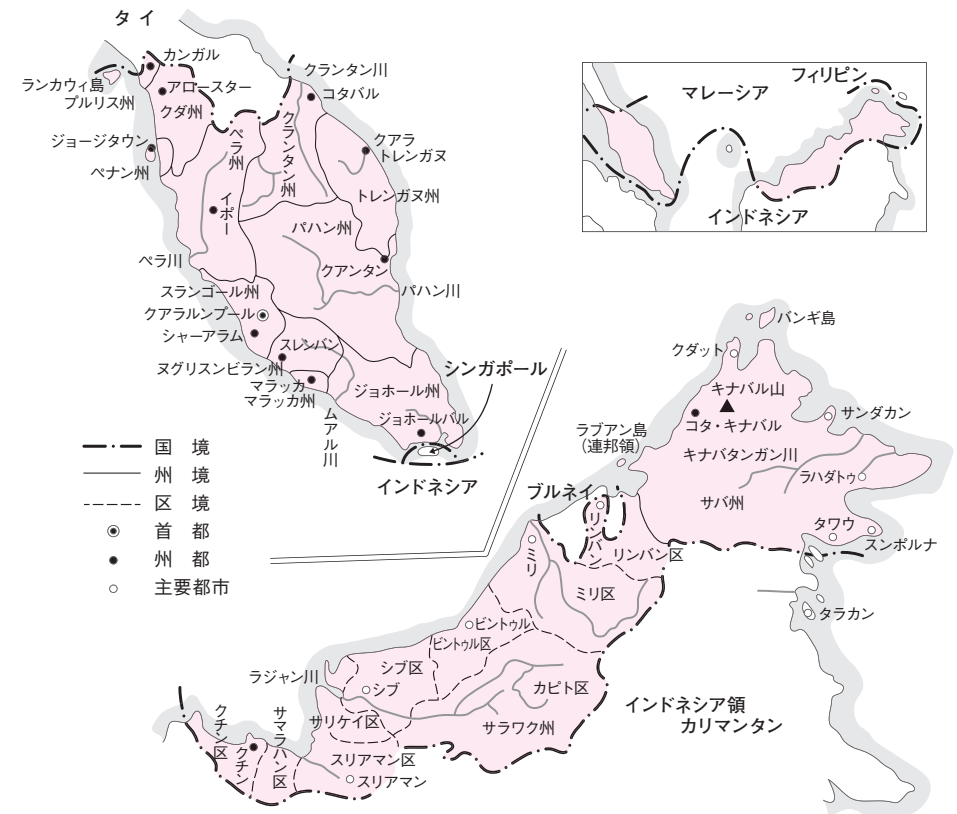 タイ
カンガル
ランカウィ島
プルリス州
アロースター
クダ州
クランタン川
コタバル
ジョージタウン
ペナン州
ペラ州
クランタン州
クアラ
トレンガヌ
トレンガヌ州
イポー
パハン州
ペラ川
クアンタン
スランゴール州
パハン川
クアラルンプール
シャーアラム
スレンバン
ヌグリスンビラン州
マラッカ
マラッカ州
ジョホール州
シンガポール
ムアル川
ジョホールバル
インドネシア
フィリピン
マレーシア
インドネシア
国境
州境
区境
首都
州都
主要都市
バンギ島
クダット
キナバル山
コタ・キナバル
サンダカン
ラブアン島
(連邦領)
キナバタンガン川
ラハダトゥ
サバ州
ブルネイ
タワウ
スンポルナ
リンバン
リンバン区
ミリ
ミリ区
タラカン
ビントゥル
ビントゥル区
ラジャン川
シブ区
シブ
カピト区
インドネシア領
カリマンタン
サリケイ区
サラワク州
クチン区
クチン
サマラハン区
スリアマン区
スリアマン